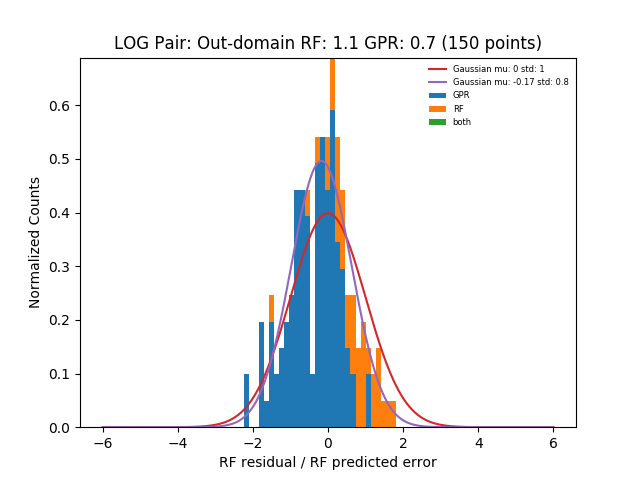 LOG Pair: Out-domain RF: 1.1 GPR: 0.7 (150 points)
Gaussian mu: 0 std: 1
Gaussian mu: -0.17 std: 0.8
GPR
RF
both
Normalized Counts
0.6
0.5
0.4
0.3
0.2
0.1
0.0
−6 −4 −2 0 2 4 6
RF residual / RF predicted error